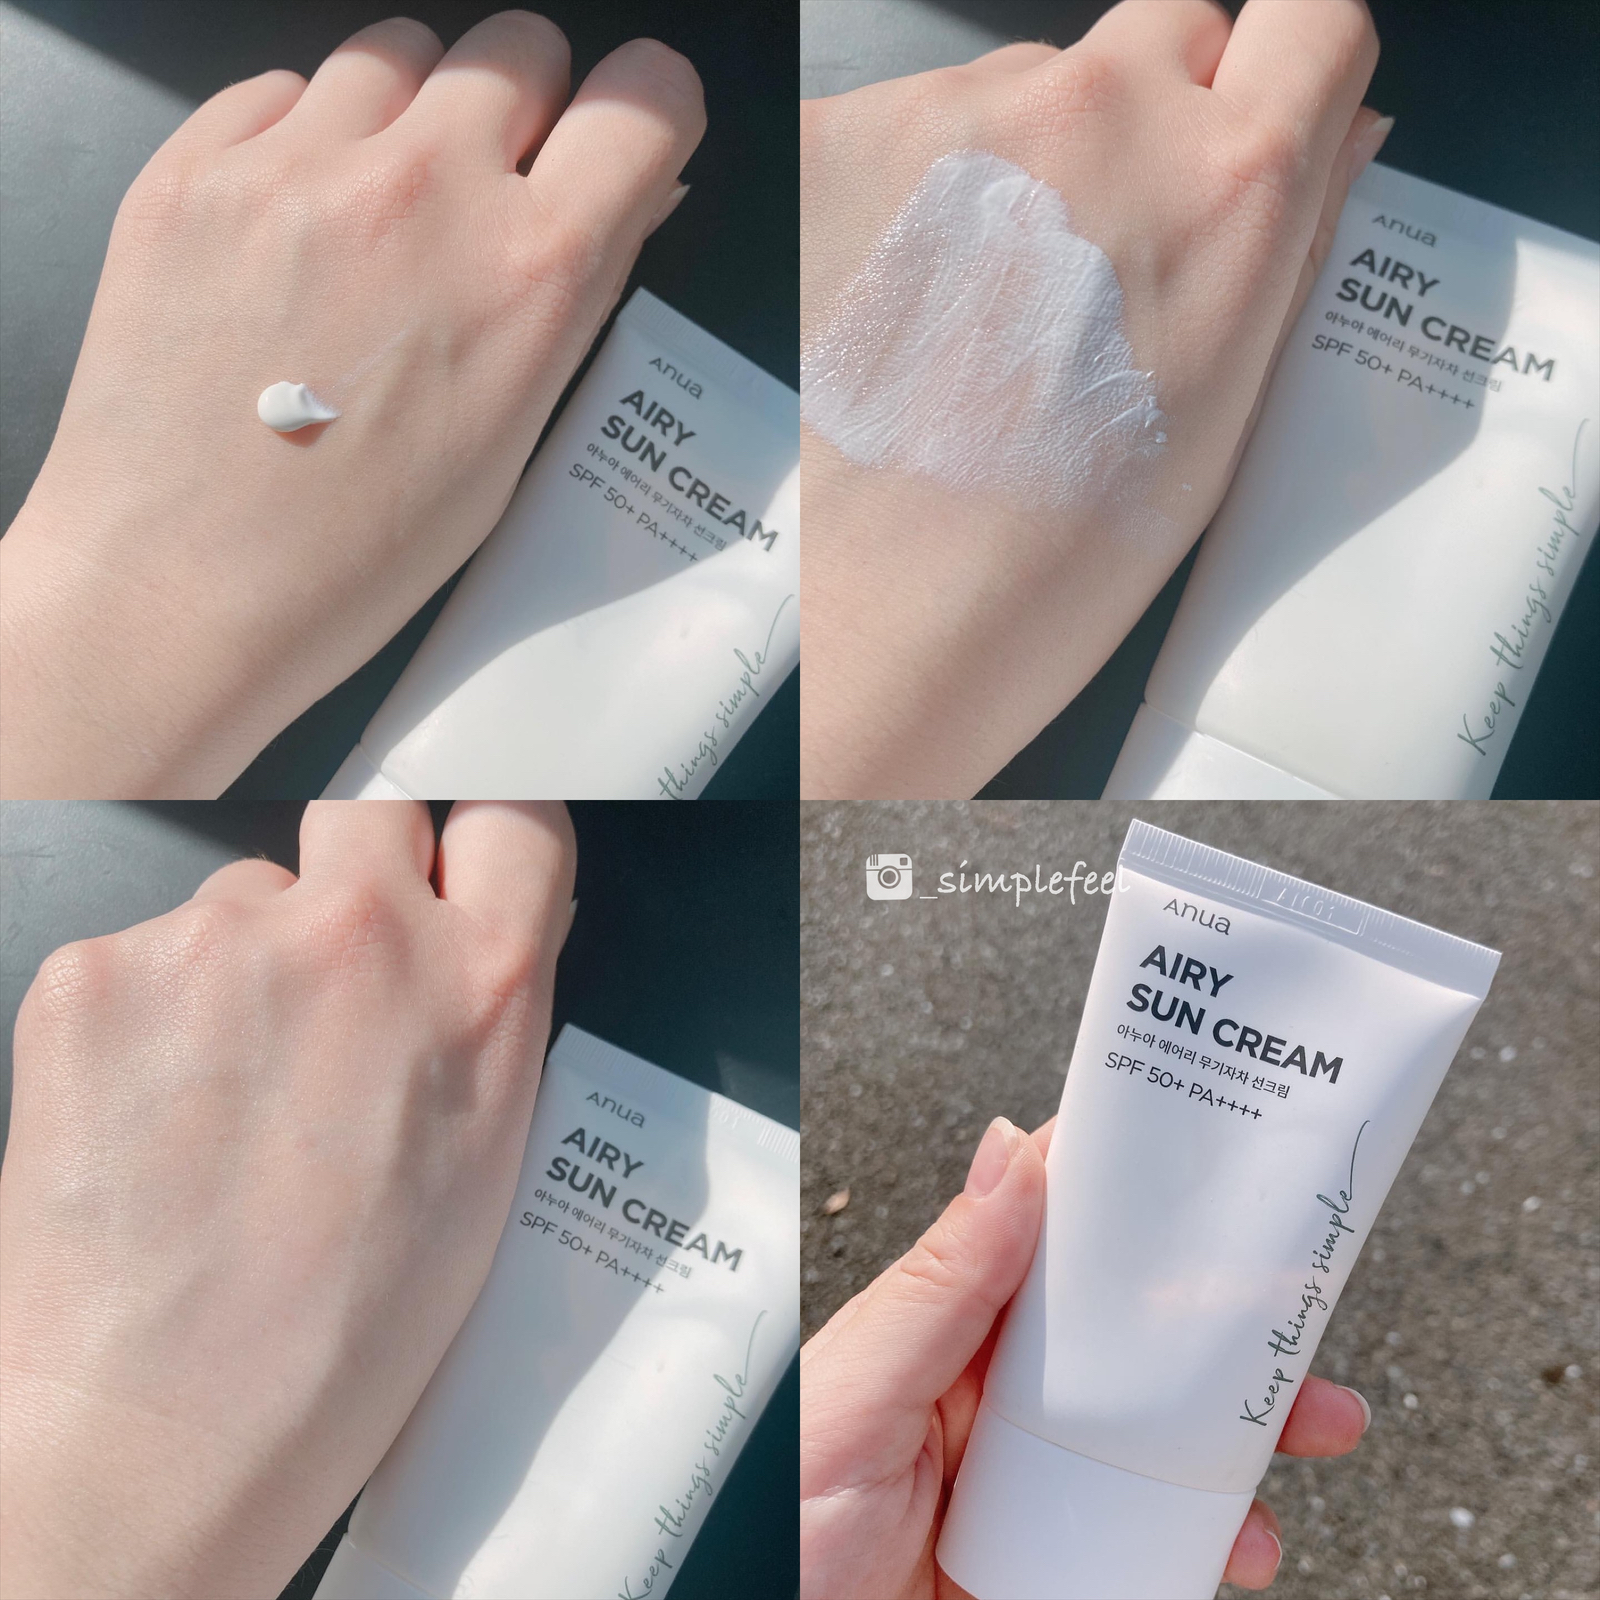 Anua
AIRY
SUN CREAM
아누아 에어리 무기자차 선크림
SPF 50+ PA++++
things simple
Anua
AIRY
SUN CREAM
아누아 에어리 무기자차 선크림
SPF 50+ PA++++
Keep things simple
Anua
AIRY
SUN CREAM
아누아 에어리 무기자차 선크림
SPF 50+ PA++++
Keep things simple
_simplefeel
Anua
AIRY
SUN CREAM
아누아 에어리 무기자차 선크림
SPF 50+ PA++++
Keep things simple